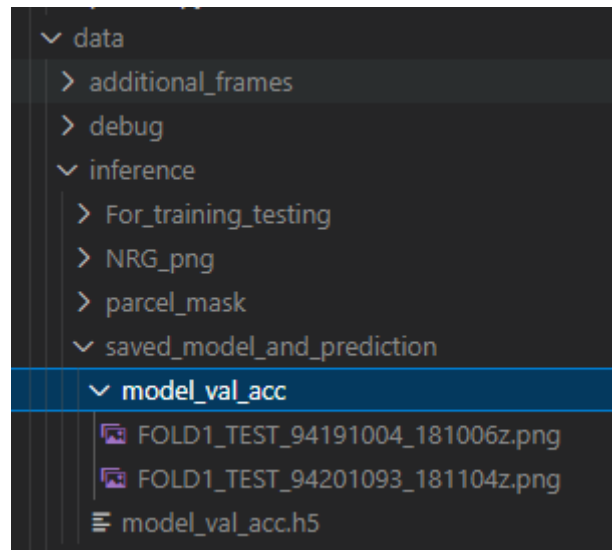 data
additional_frames
debug
inference
For_training_testing
NRG_png
parcel_mask
saved_model_and_prediction
model_val_acc
FOLD1_TEST_94191004_181006z.png
FOLD1_TEST_94201093_181104z.png
model_val_acc.h5